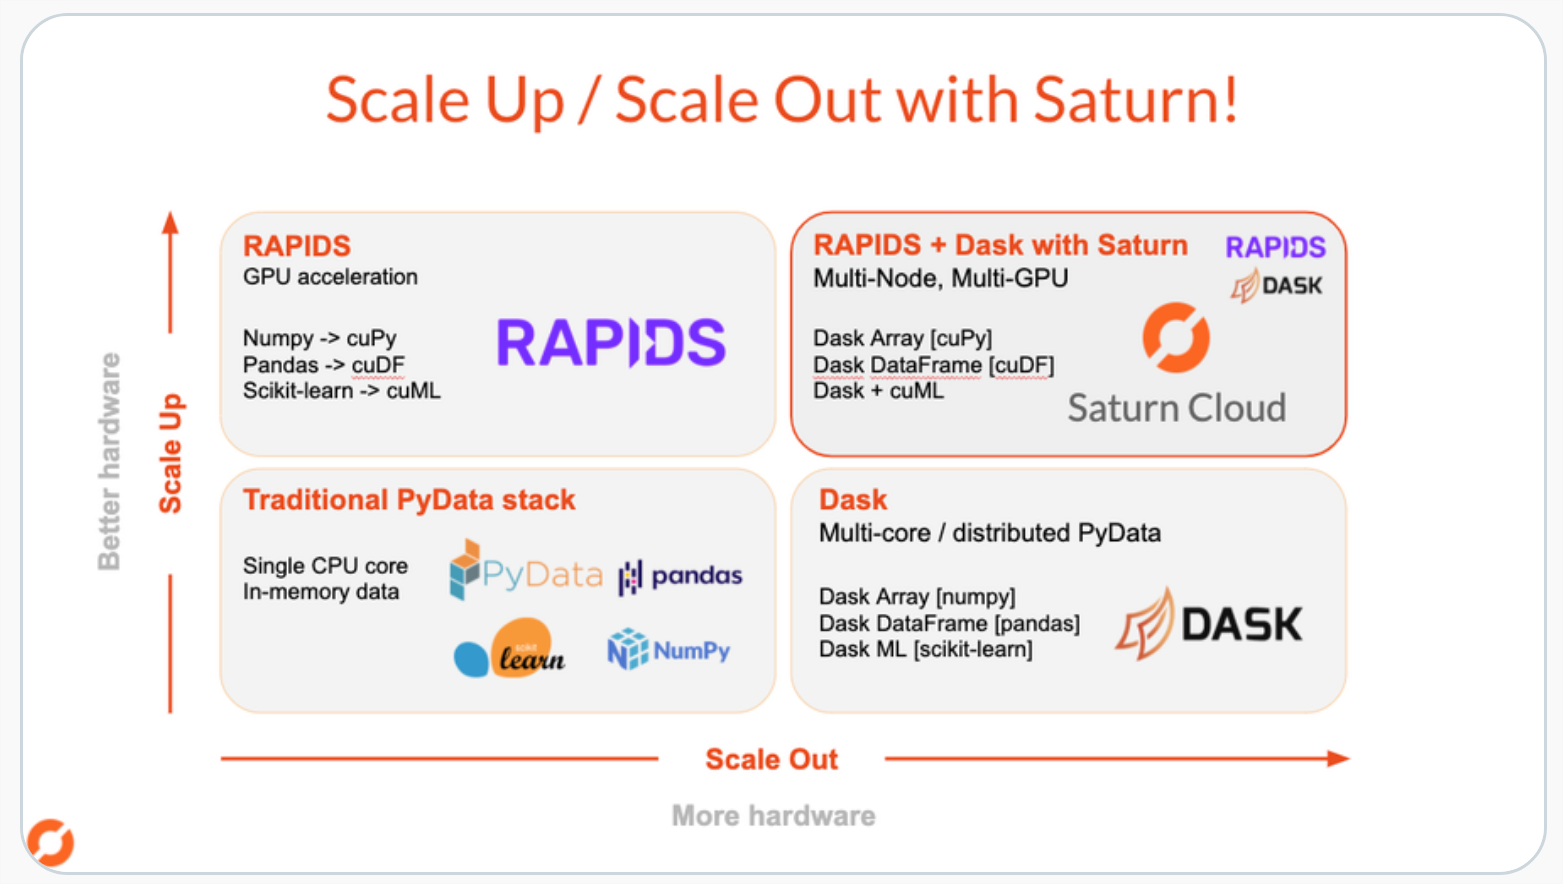 Scale Up / Scale Out with Saturn!
Better hardware
Scale Up
RAPIDS
GPU acceleration
Numpy -> cuPy
Pandas -> cuDF
Scikit-learn -> cuML
RAPIDS
RAPIDS + Dask with Saturn
Multi-Node, Multi-GPU
Dask Array [cuPy]
Dask DataFrame [cuDF]
Dask + cuML
RAPIDS
DASK
Saturn Cloud
Traditional PyData stack
Single CPU core
In-memory data
PyData
pandas
scikit
learn
NumPy
Dask
Multi-core / distributed PyData
Dask Array [numpy]
Dask DataFrame [pandas]
Dask ML [scikit-learn]
DASK
Scale Out
More hardware